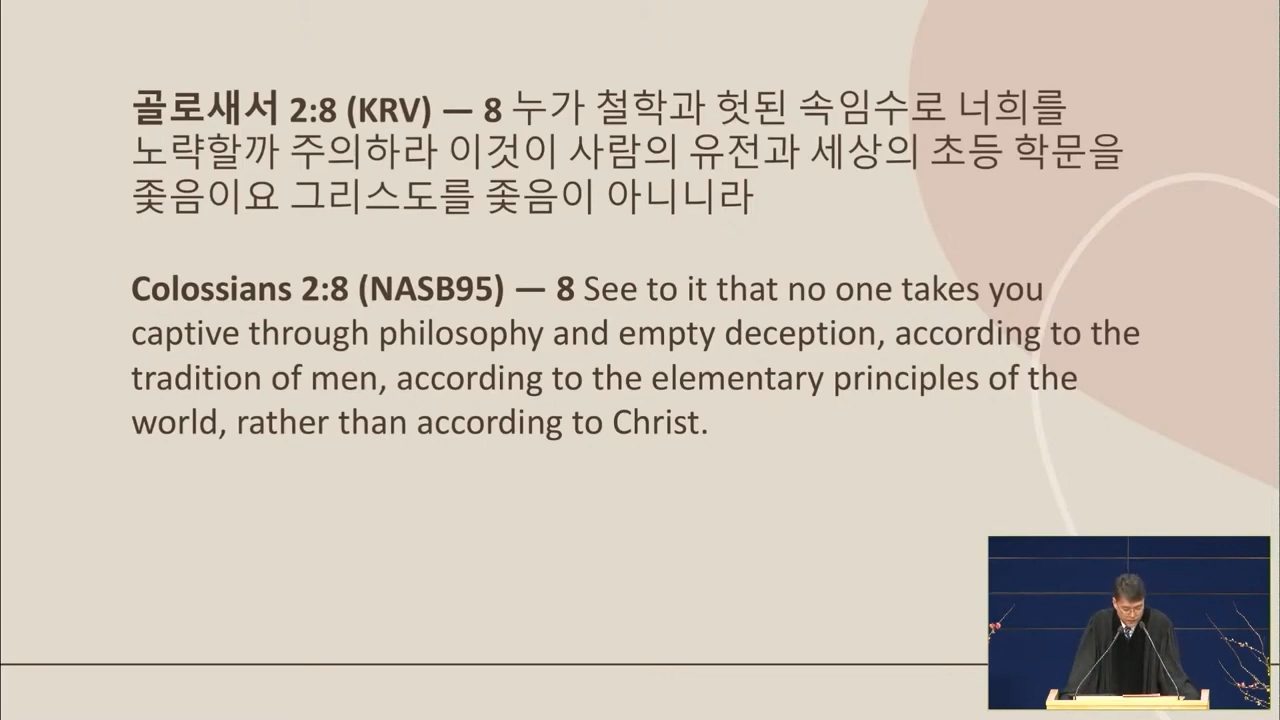 골로새서 2:8 (KRV) — 8 누가 철학과 헛된 속임수로 너희를
노략할까 주의하라 이것이 사람의 유전과 세상의 초등 학문을
좇음이요 그리스도를 좇음이 아니니라
Colossians 2:8 (NASB95) — 8 See to it that no one takes you
captive through philosophy and empty deception, according to the
tradition of men, according to the elementary principles of the
world, rather than according to Christ.